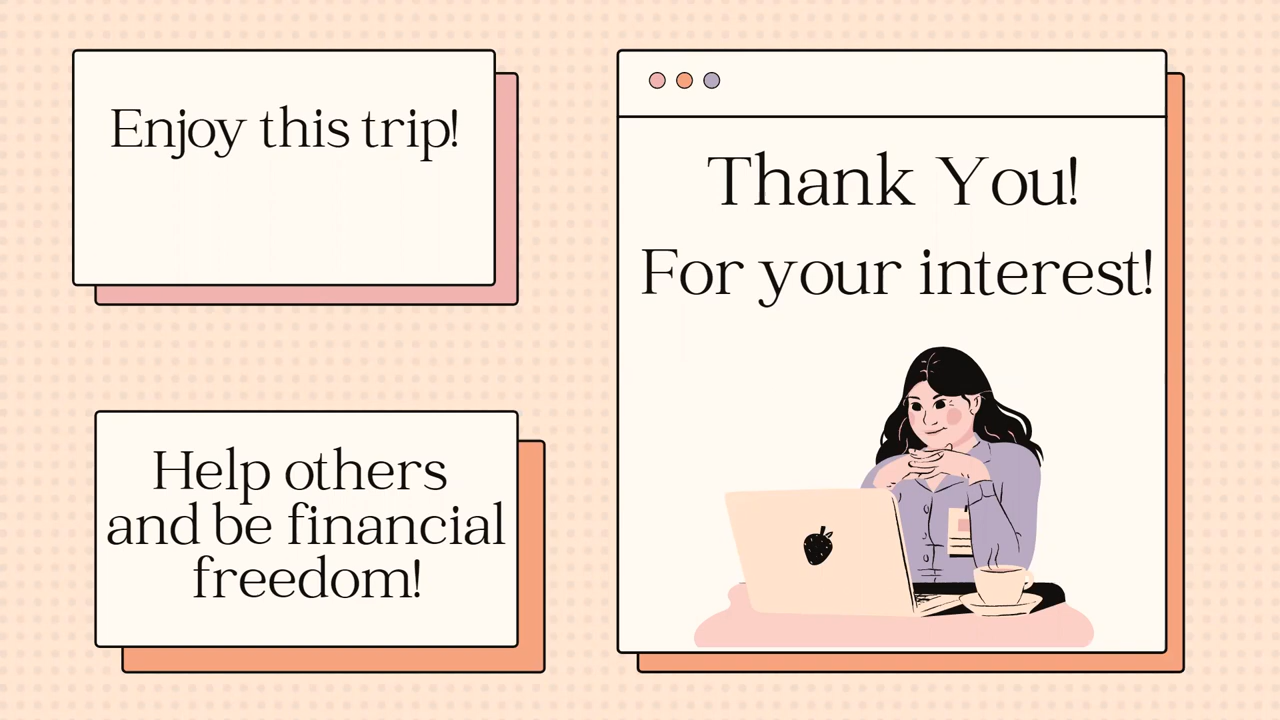 Enjoy this trip!
Help others
and be financial
freedom!
Thank You!
For your interest!